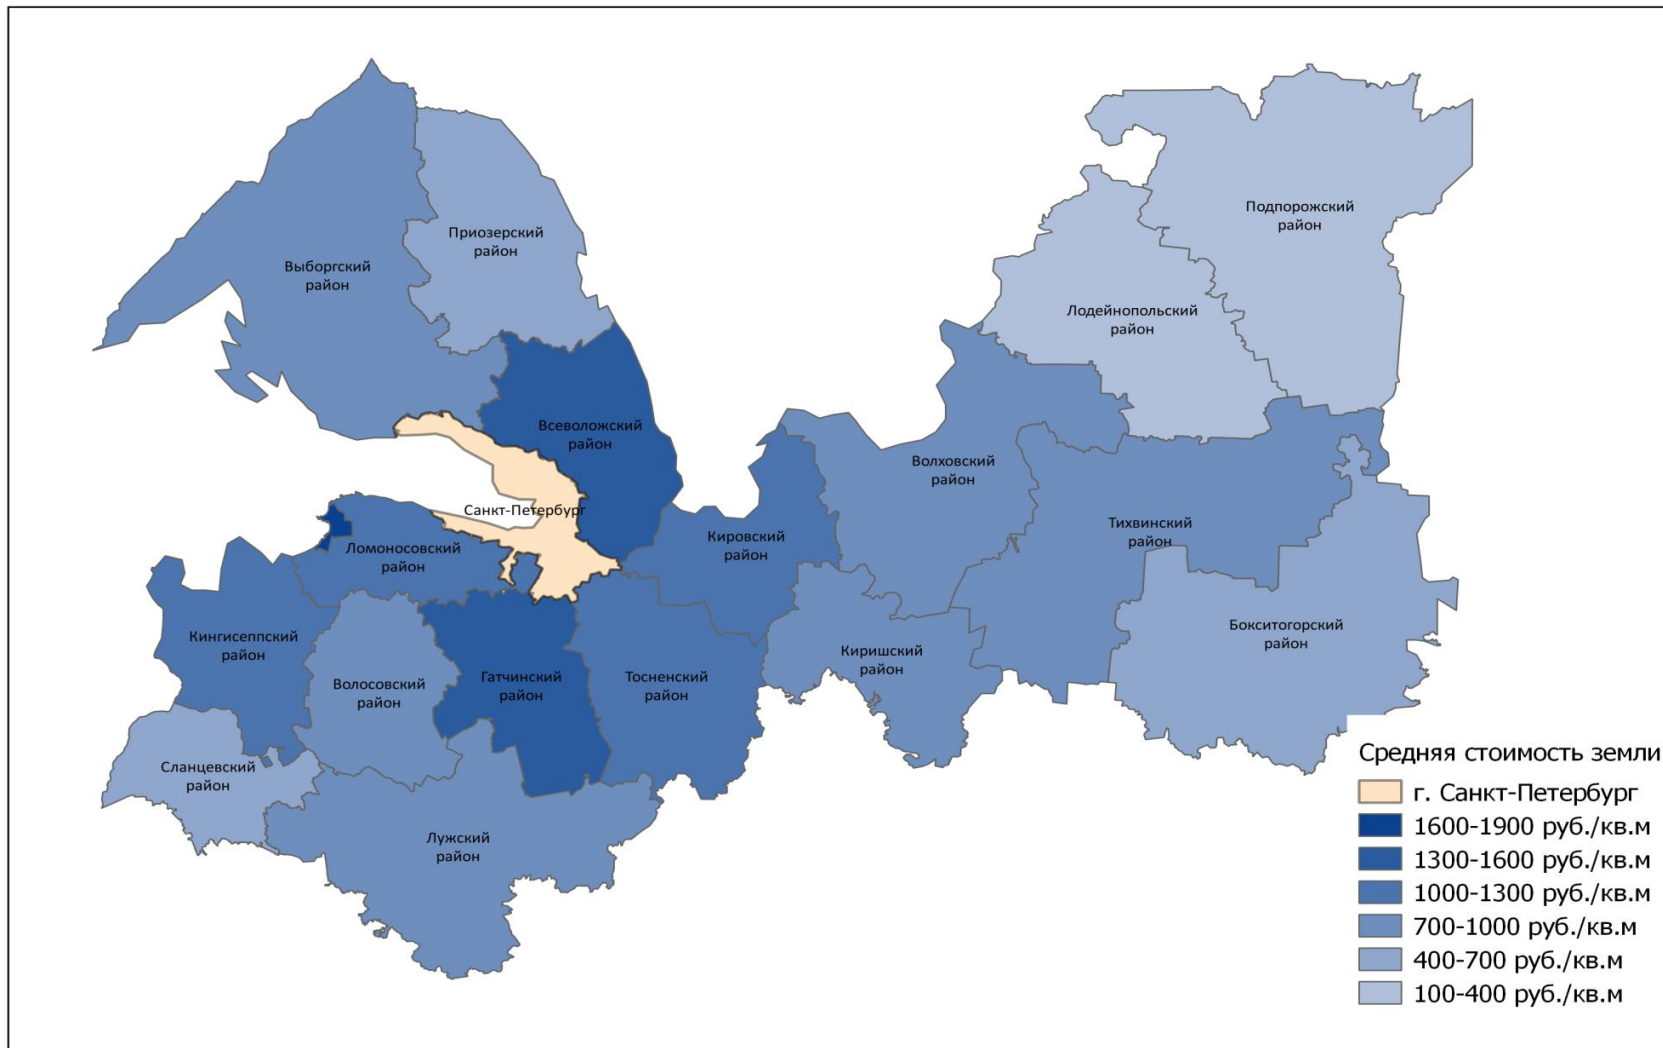 Подпорожский
район
Приозерский
район
Выборгский
район
Лодейнопольский
район
Всеволожский
район
Волховский
район
Санкт-Петербург
Тихвинский
район
Кировский
район
Ломоносовский
район
Бокситогорский
район
Кингисеппский
район
Киришский
район
Волосовский
район
Гатчинский
район
Тосненский
район
Сланцевский
район
Лужский
район
Средняя стоимость земли
г. Санкт-Петербург
1600-1900 руб./кв.м
1300-1600 руб./кв.м
1000-1300 руб./кв.м
700-1000 руб./кв.м
400-700 руб./кв.м
100-400 руб./кв.м